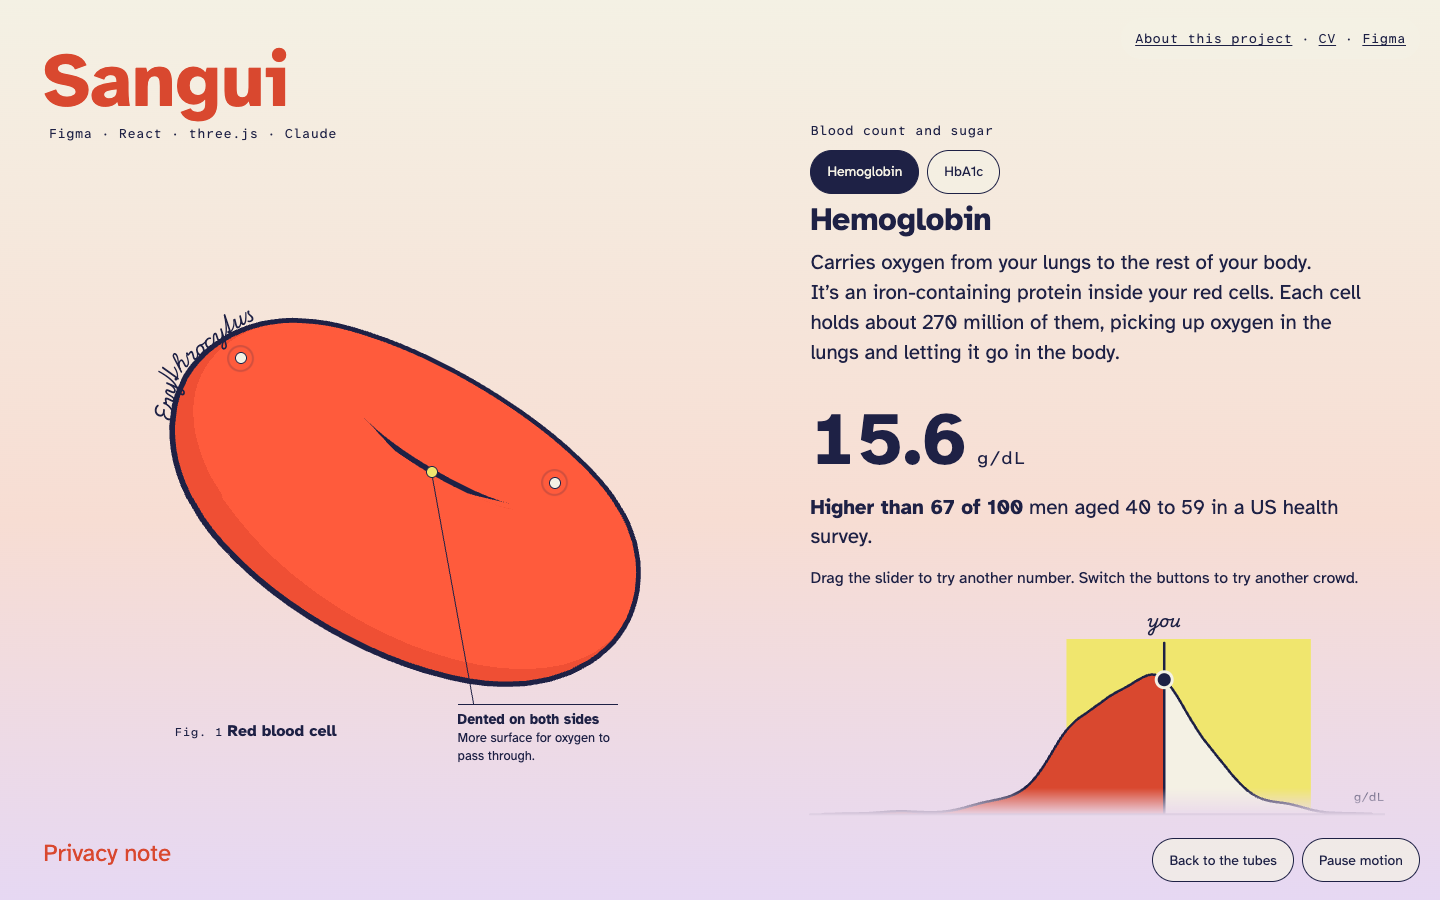 Sangui
Figma · React · three.js · Claude
About this project · CV · Figma
Blood count and sugar
Hemoglobin
HbA1c
Hemoglobin
Carries oxygen from your lungs to the rest of your body.
It’s an iron-containing protein inside your red cells. Each cell
holds about 270 million of them, picking up oxygen in the
lungs and letting it go in the body.
15.6 g/dL
Higher than 67 of 100 men aged 40 to 59 in a US health
survey.
Drag the slider to try another number. Switch the buttons to try another crowd.
you
g/dL
Dented on both sides
More surface for oxygen to
pass through.
Fig. 1 Red blood cell
Privacy note
Back to the tubes
Pause motion